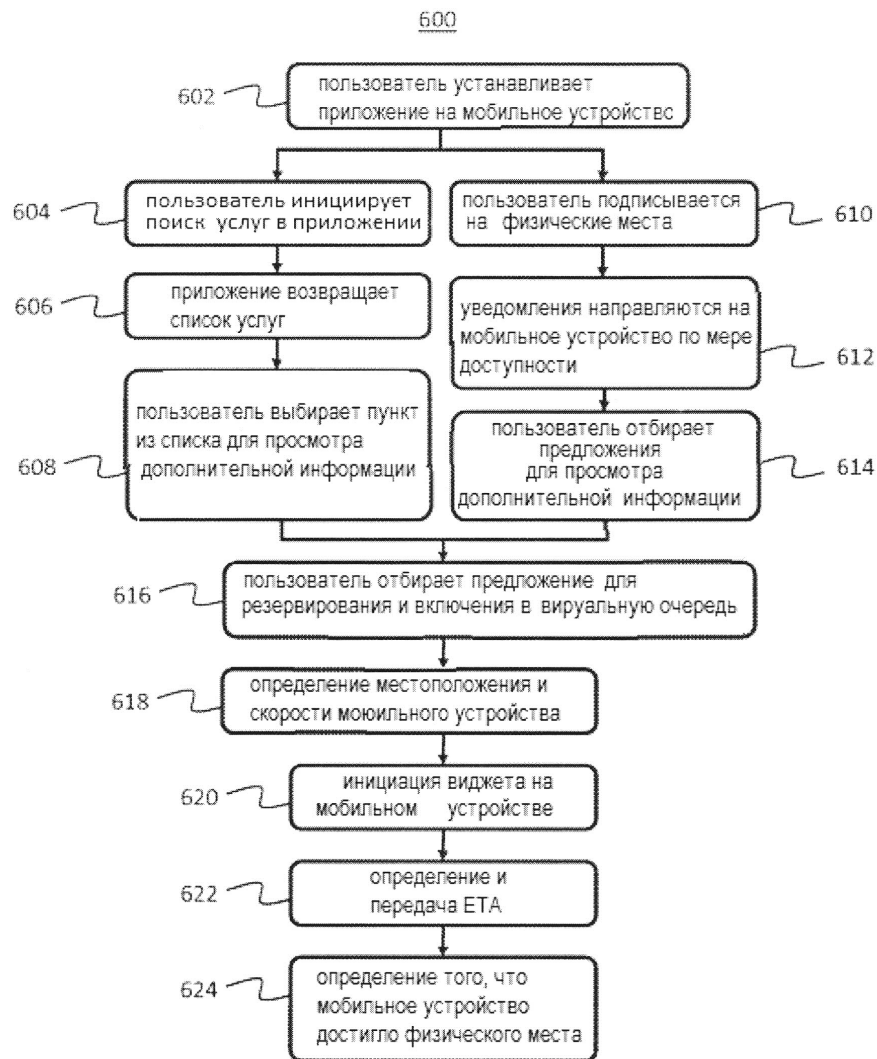 600
602
пользователь устанавливает
приложение на мобильное устройство
604
пользователь инициирует
поиск услуг в приложении
606
приложение возвращает
список услуг
608
пользователь выбирает пункт
из списка для просмотра
дополнительной информации
пользователь подписывается
на физические места
610
уведомления направляются на
мобильное устройство по мере
доступности
612
пользователь отбирает
предложения
для просмотра
дополнительной информации
614
616
пользователь отбирает предложение для
резервирования и включения в вируальную очередь
618
определение местоположения и
скорости моюильного устройства
620
инициация виджета на
мобильном устройстве
622
определение и
передача ETA
624
определение того, что
мобильное устройство
достигло физического места